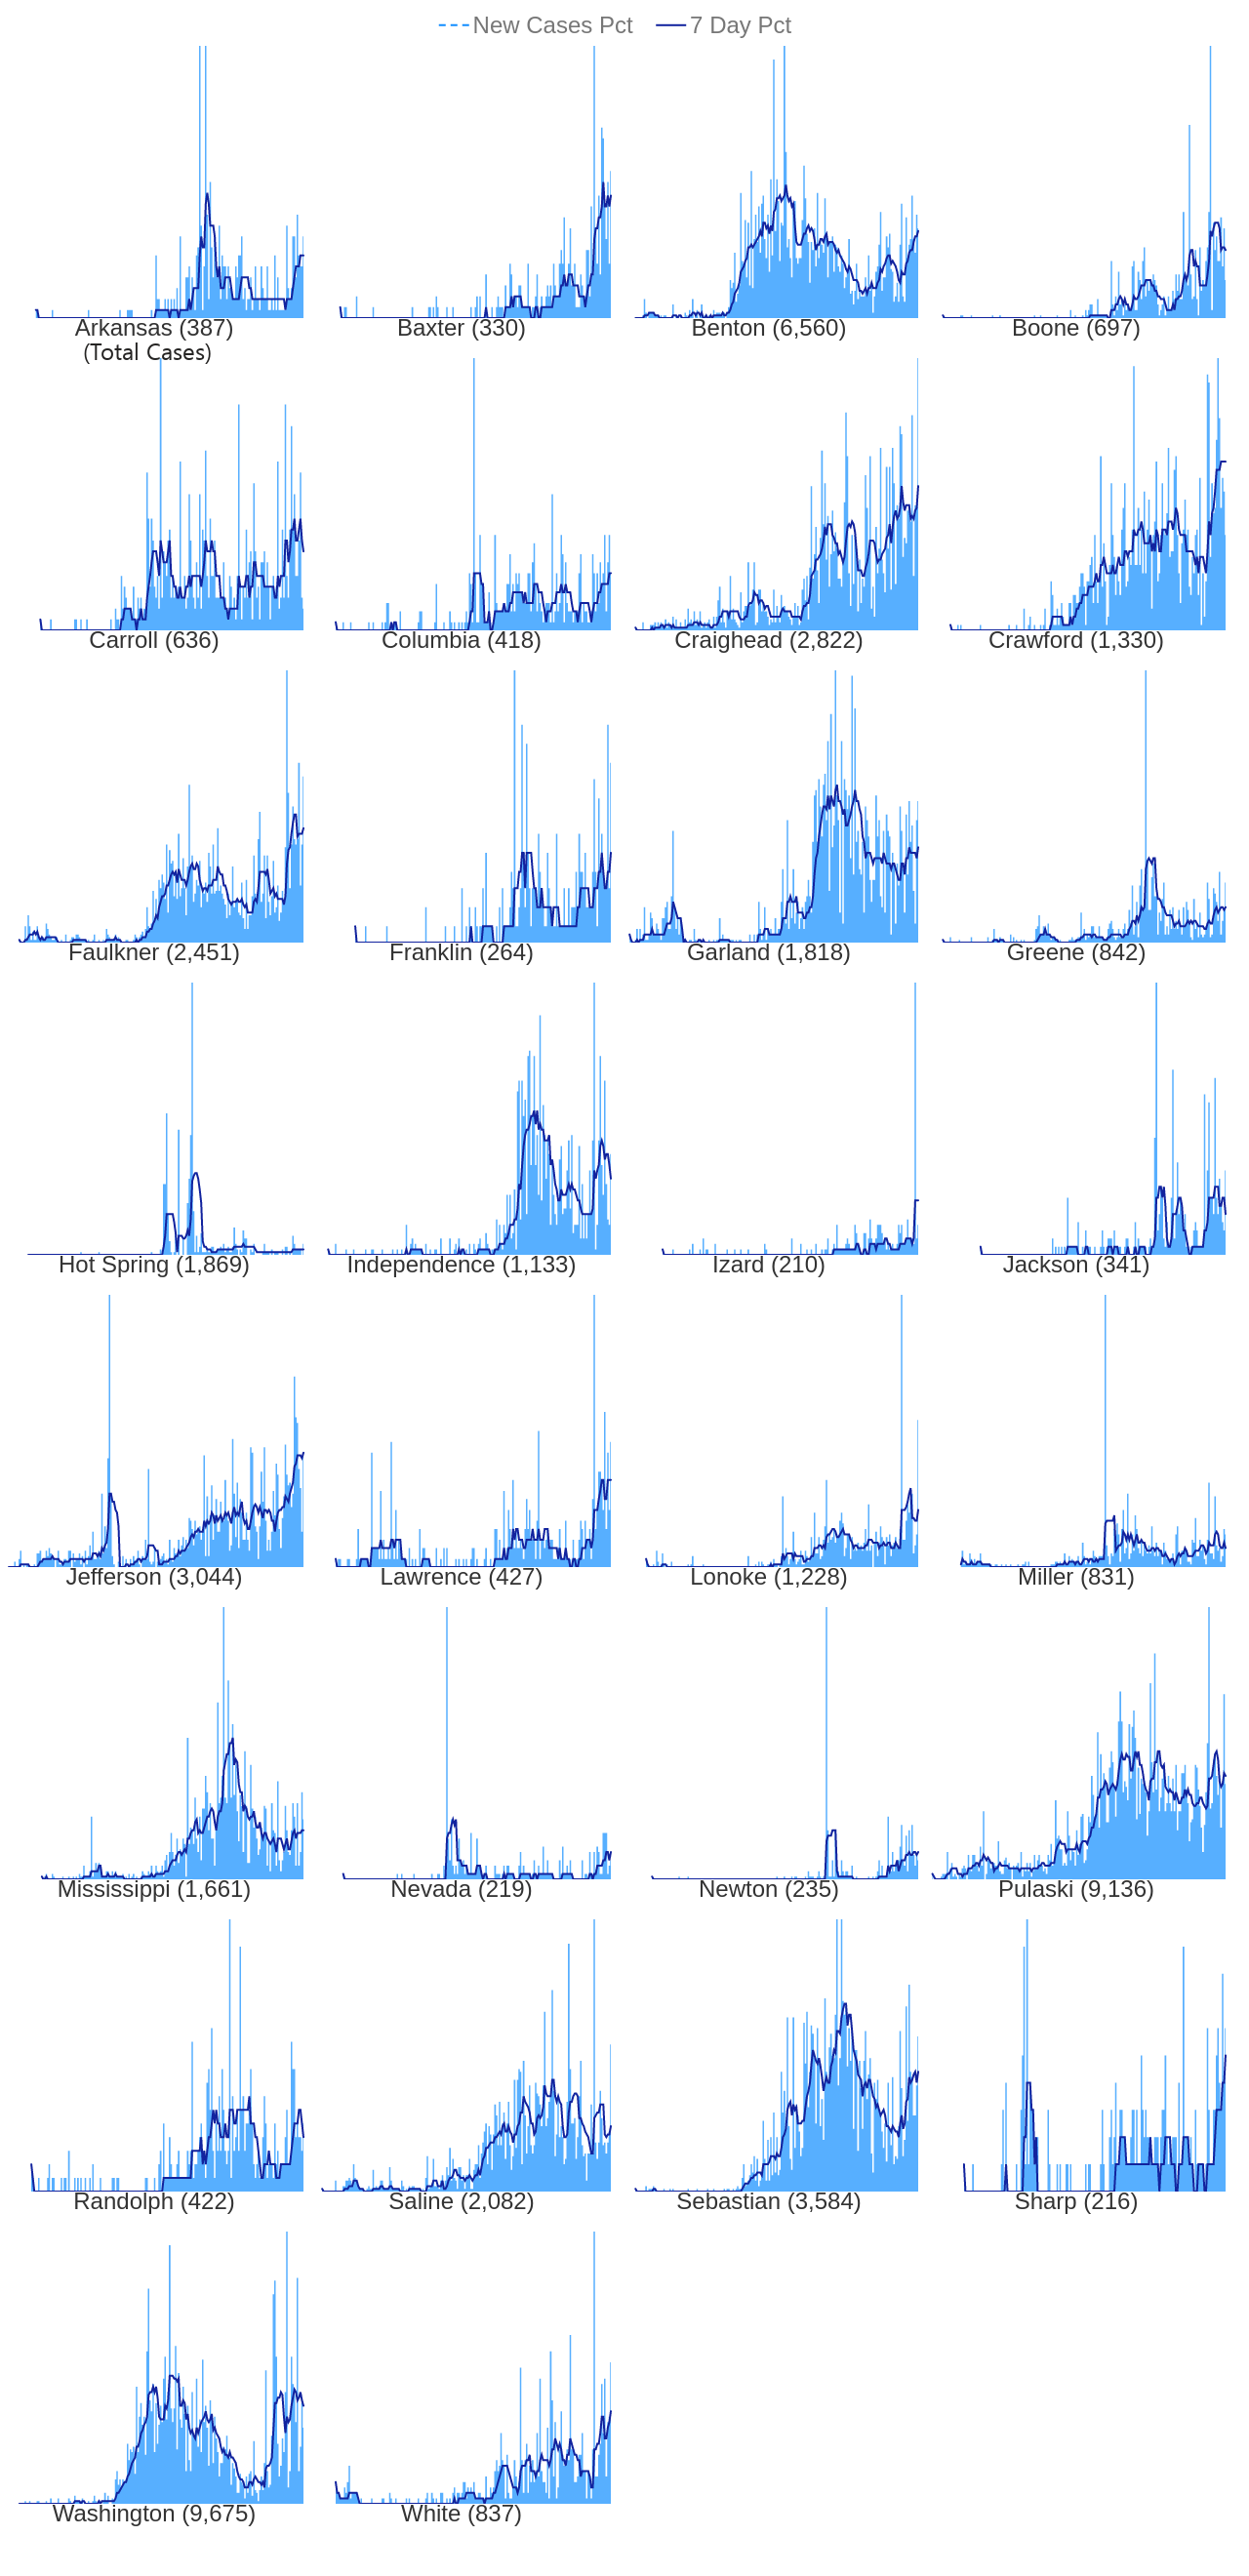 New Cases Pct 7 Day Pct
Arkansas (387) Baxter (330) Benton (6,560) Boone (697)
(Total Cases)
Carroll (636) Columbia (418) Craighead (2,822) Crawford (1,330)
Faulkner (2,451) Franklin (264) Garland (1,818) Greene (842)
Hot Spring (1,869) Independence (1,133) Izard (210) Jackson (341)
Jefferson (3,044) Lawrence (427) Lonoke (1,228) Miller (831)
Mississippi (1,661) Nevada (219) Newton (235) Pulaski (9,136)
Randolph (422) Saline (2,082) Sebastian (3,584) Sharp (216)
Washington (9,675) White (837)